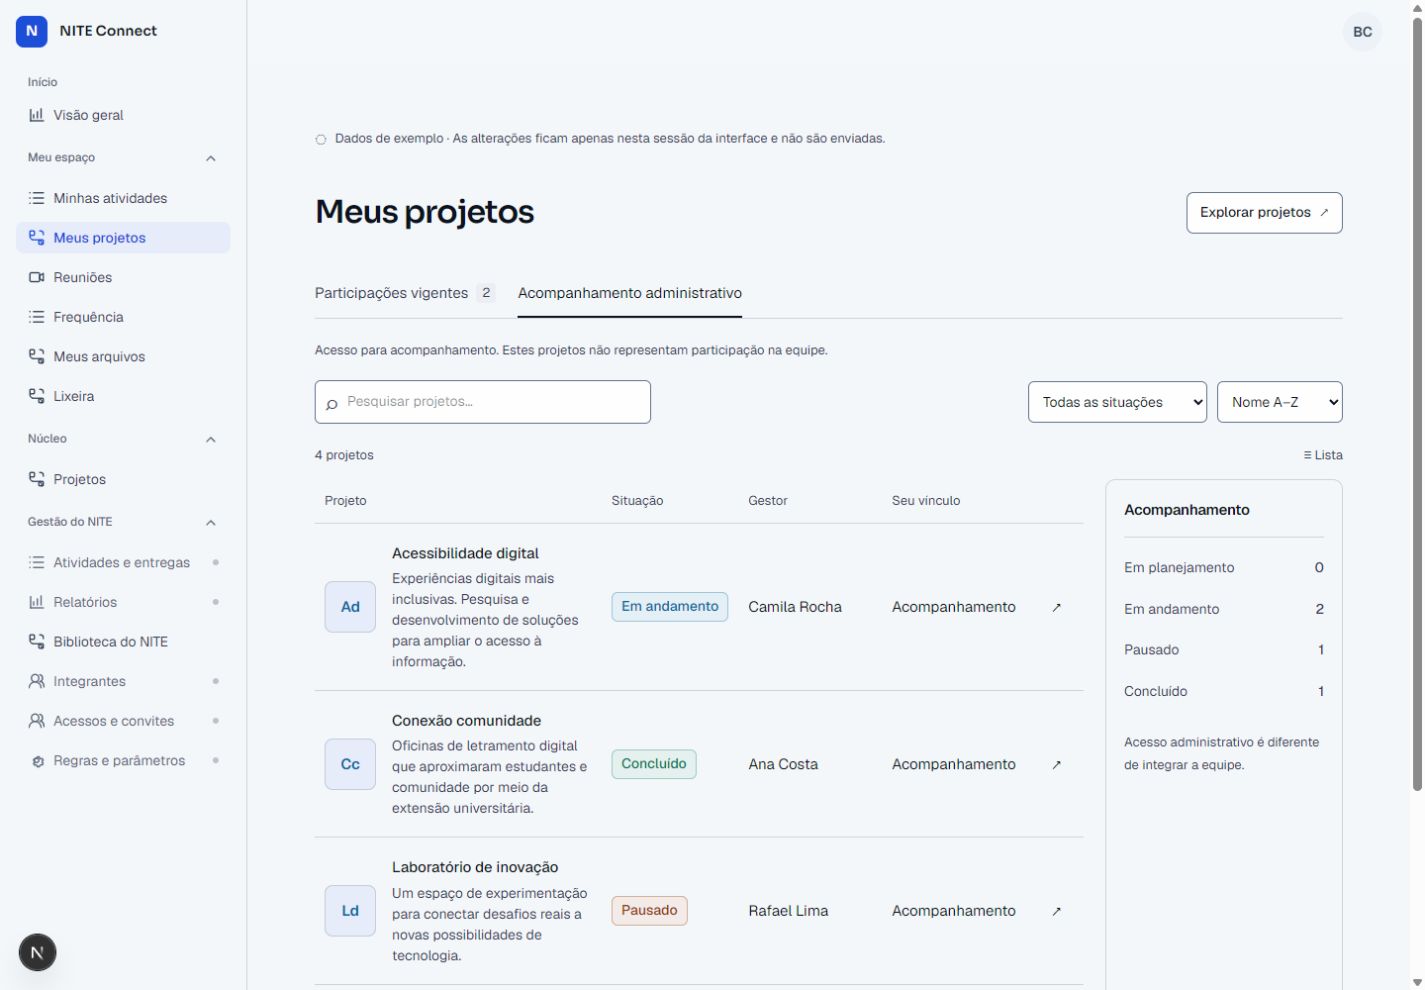 N NITE Connect
BC
Início
Visão geral
Meu espaço
Minhas atividades
Meus projetos
Reuniões
Frequência
Meus arquivos
Lixeira
Núcleo
Projetos
Gestão do NITE
Atividades e entregas
Relatórios
Biblioteca do NITE
Integrantes
Acessos e convites
Regras e parâmetros
N
Dados de exemplo · As alterações ficam apenas nesta sessão da interface e não são enviadas.
Meus projetos
Explorar projetos ↗
Participações vigentes 2 Acompanhamento administrativo
Acesso para acompanhamento. Estes projetos não representam participação na equipe.
Pesquisar projetos...
Todas as situações
Nome A–Z
4 projetos
≡ Lista
Projeto Situação Gestor Seu vínculo
Ad
Acessibilidade digital
Experiências digitais mais
inclusivas. Pesquisa e
desenvolvimento de soluções
para ampliar o acesso à
informação.
Em andamento Camila Rocha Acompanhamento ↗
Cc
Conexão comunidade
Oficinas de letramento digital
que aproximaram estudantes e
comunidade por meio da
extensão universitária.
Concluído Ana Costa Acompanhamento ↗
Ld
Laboratório de inovação
Um espaço de experimentação
para conectar desafios reais a
novas possibilidades de
tecnologia.
Pausado Rafael Lima Acompanhamento ↗
Acompanhamento
Em planejamento 0
Em andamento 2
Pausado 1
Concluído 1
Acesso administrativo é diferente
de integrar a equipe.